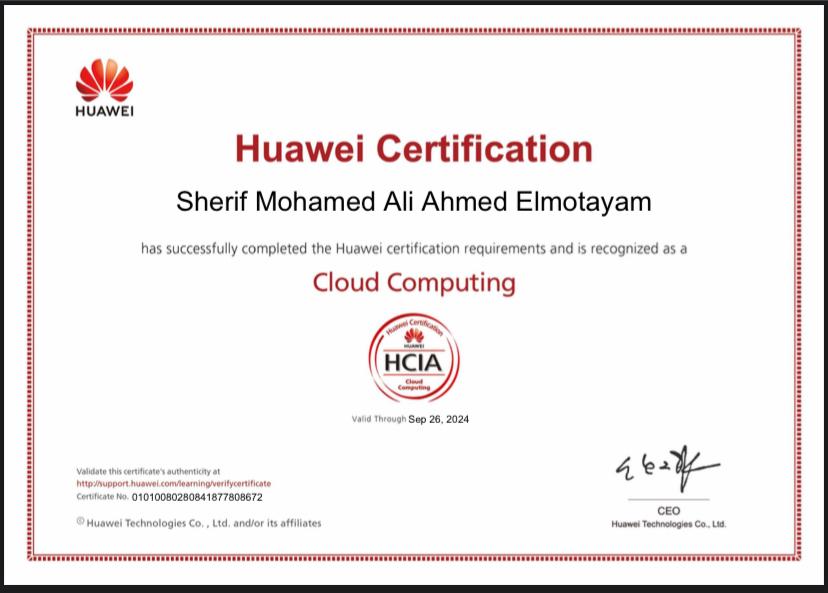 HUAWEI
Huawei Certification
Sherif Mohamed Ali Ahmed Elmotayam
has successfully completed the Huawei certification requirements and is recognized as a
Cloud Computing
Huawei Certification
HUAWEI
HCIA
Cloud
Computing
Valid Through Sep 26, 2024
Validate this certificate's authenticity at
http://support.huawei.com/learning/verifycertificate
Certificate No. 01010080280841877808672
© Huawei Technologies Co. , Ltd. and/or its affiliates
CEO
Huawei Technologies Co., Ltd.